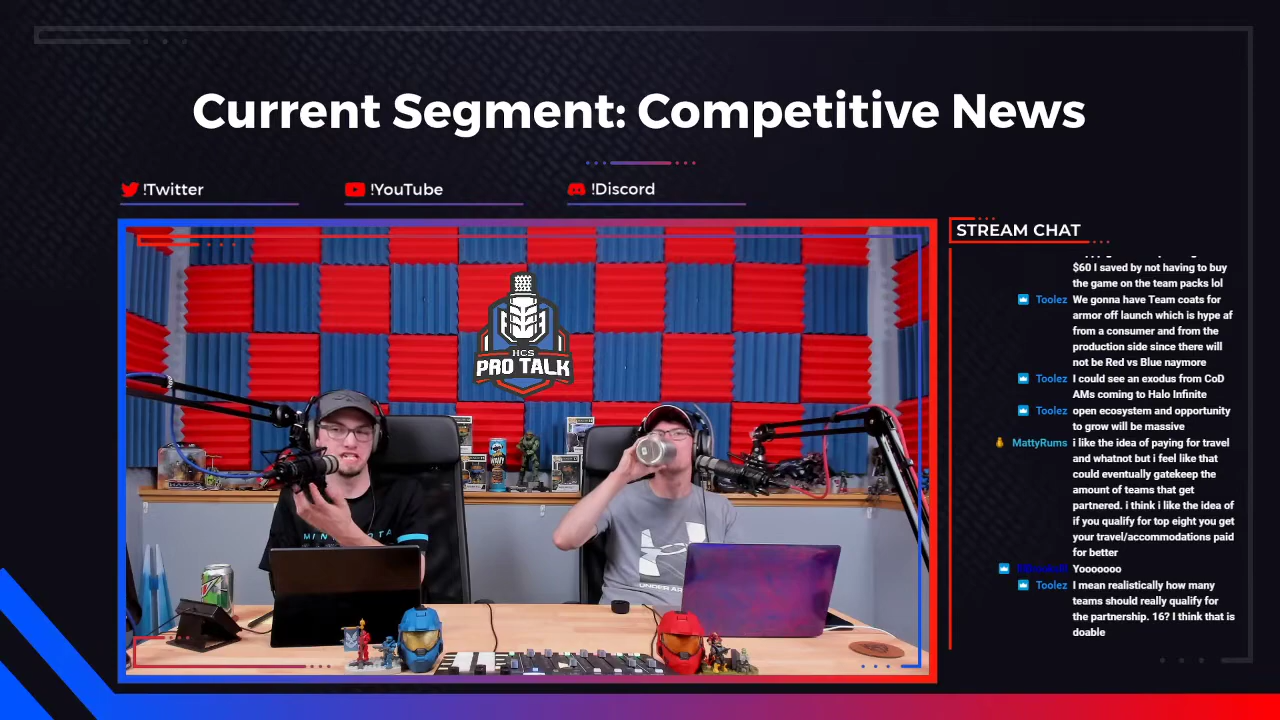 Current Segment: Competitive News
!Twitter
!YouTube
!Discord
STREAM CHAT
$60 I saved by not having to buy
the game on the team packs lol
Toolez We gonna have Team coats for
armor off launch which is hype af
from a consumer and from the
production side since there will
not be Red vs Blue naymore
Toolez I could see an exodus from CoD
AMs coming to Halo Infinite
Toolez open ecosystem and opportunity
to grow will be massive
MattyRums i like the idea of paying for travel
and whatnot but i feel like that
could eventually gatekeep the
amount of teams that get
partnered. i think i like the idea of
if you qualify for top eight you get
your travel/accommodations paid
for better
Yooooooo
Toolez I mean realistically how many
teams should really qualify for
the partnership. 16? I think that is
doable
HCS
PRO TALK
UNDER AR